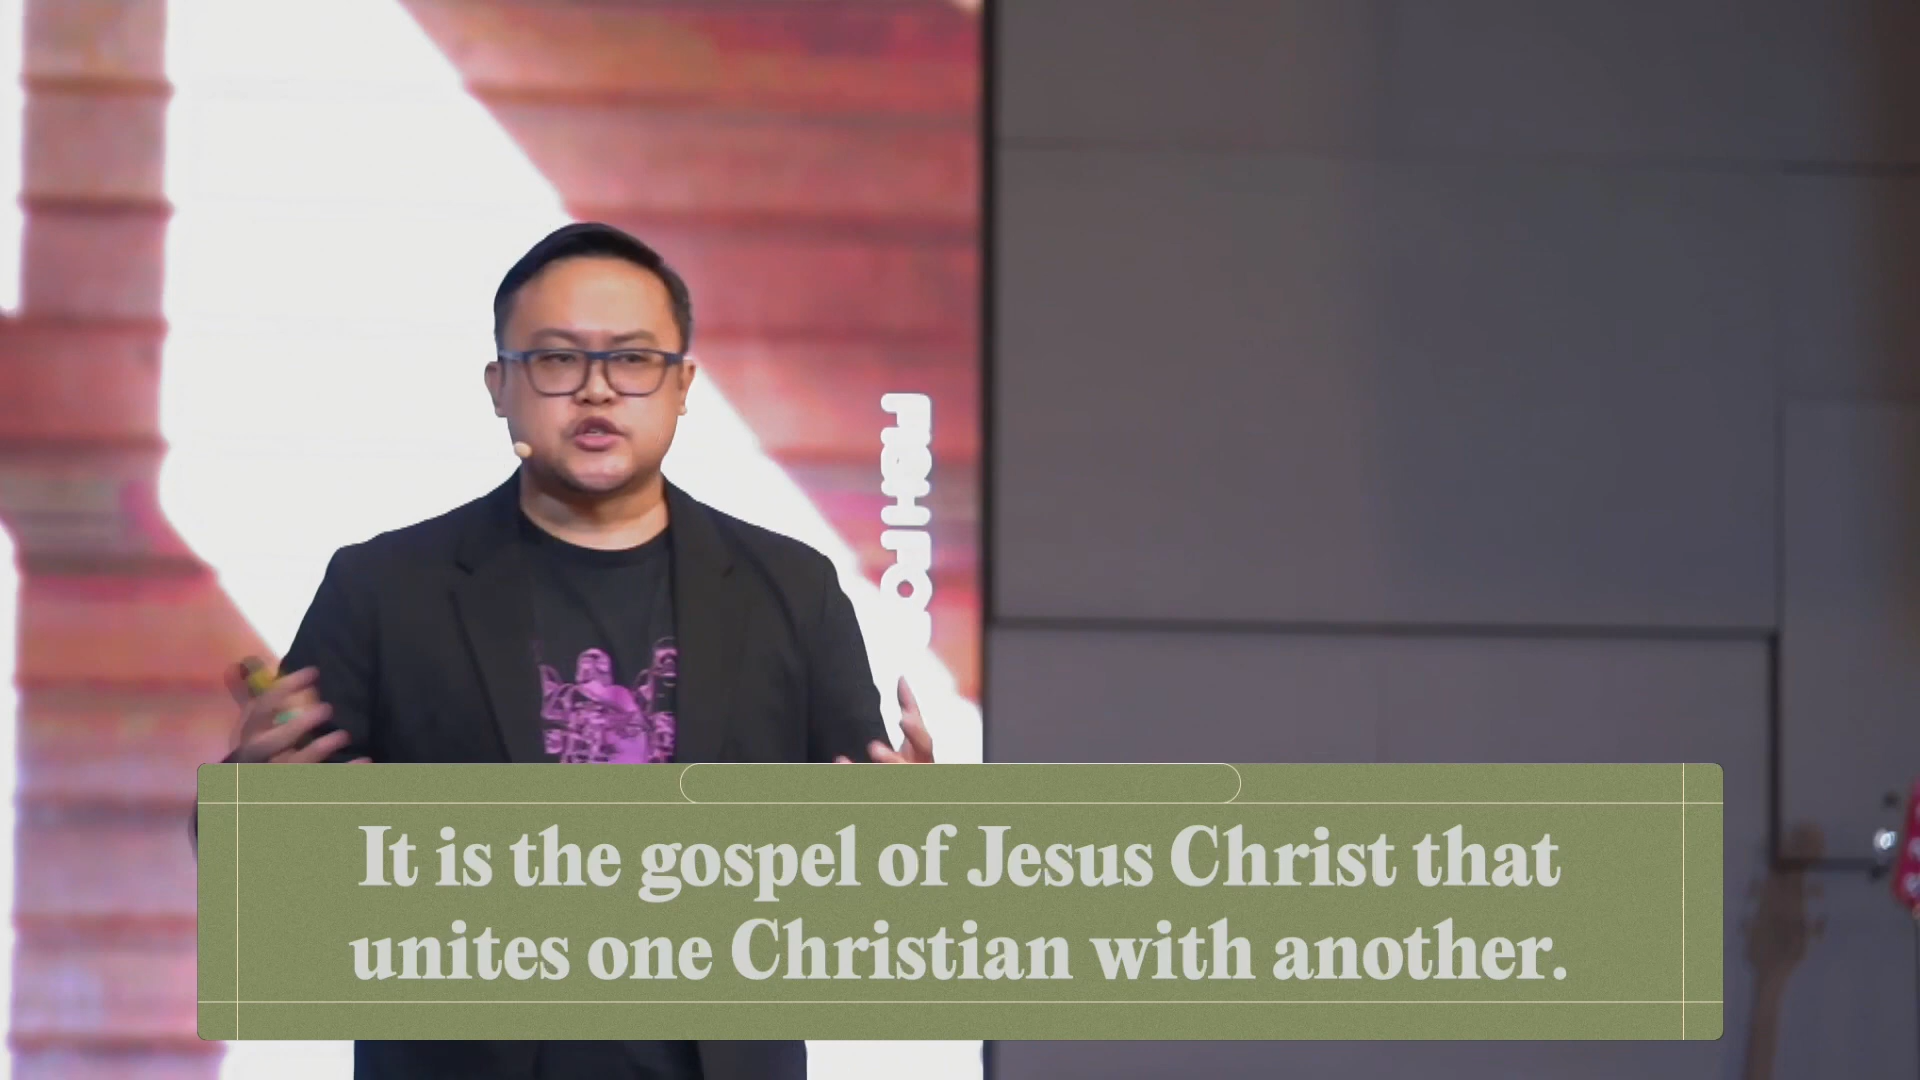 It is the gospel of Jesus Christ that
unites one Christian with another.